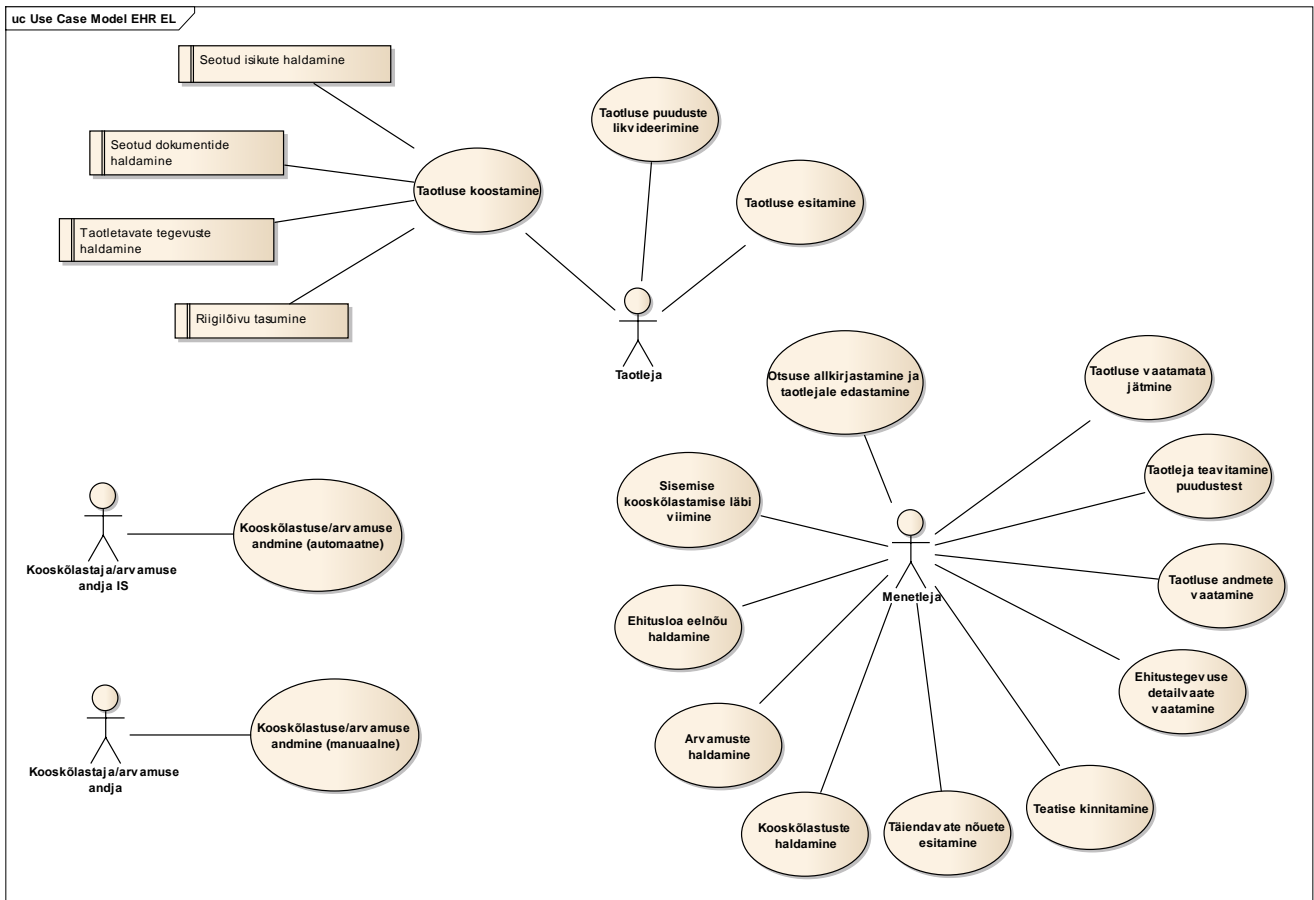 uc Use Case Model EHR EL
Seotud isikute haldamine
Seotud dokumentide
haldamine
Taotletavate tegevuste
haldamine
Riigilõivu tasumine
Taotluse koostamine
Taotluse puuduste
likvideerimine
Taotluse esitamine
Taotleja
Otsuse allkirjastamine ja
taotlejale edastamine
Taotluse vaatamata
jätmine
Sisemise
kooskõlastamise läbi
viimine
Taotleja teavitamine
puudustest
Kooskõlastaja/arvamuse
andja IS
Kooskõlastuse/arvamuse
andmine (automaatne)
Menetleja
Taotluse andmete
vaatamine
Ehitusloa eelnõu
haldamine
Ehitustegevuse
detailvaate
vaatamine
Kooskõlastaja/arvamuse
andja
Kooskõlastuse/arvamuse
andmine (manuaalne)
Arvamuste
haldamine
Teatise kinnitamine
Kooskõlastuste
haldamine
Täiendavate nõuete
esitamine